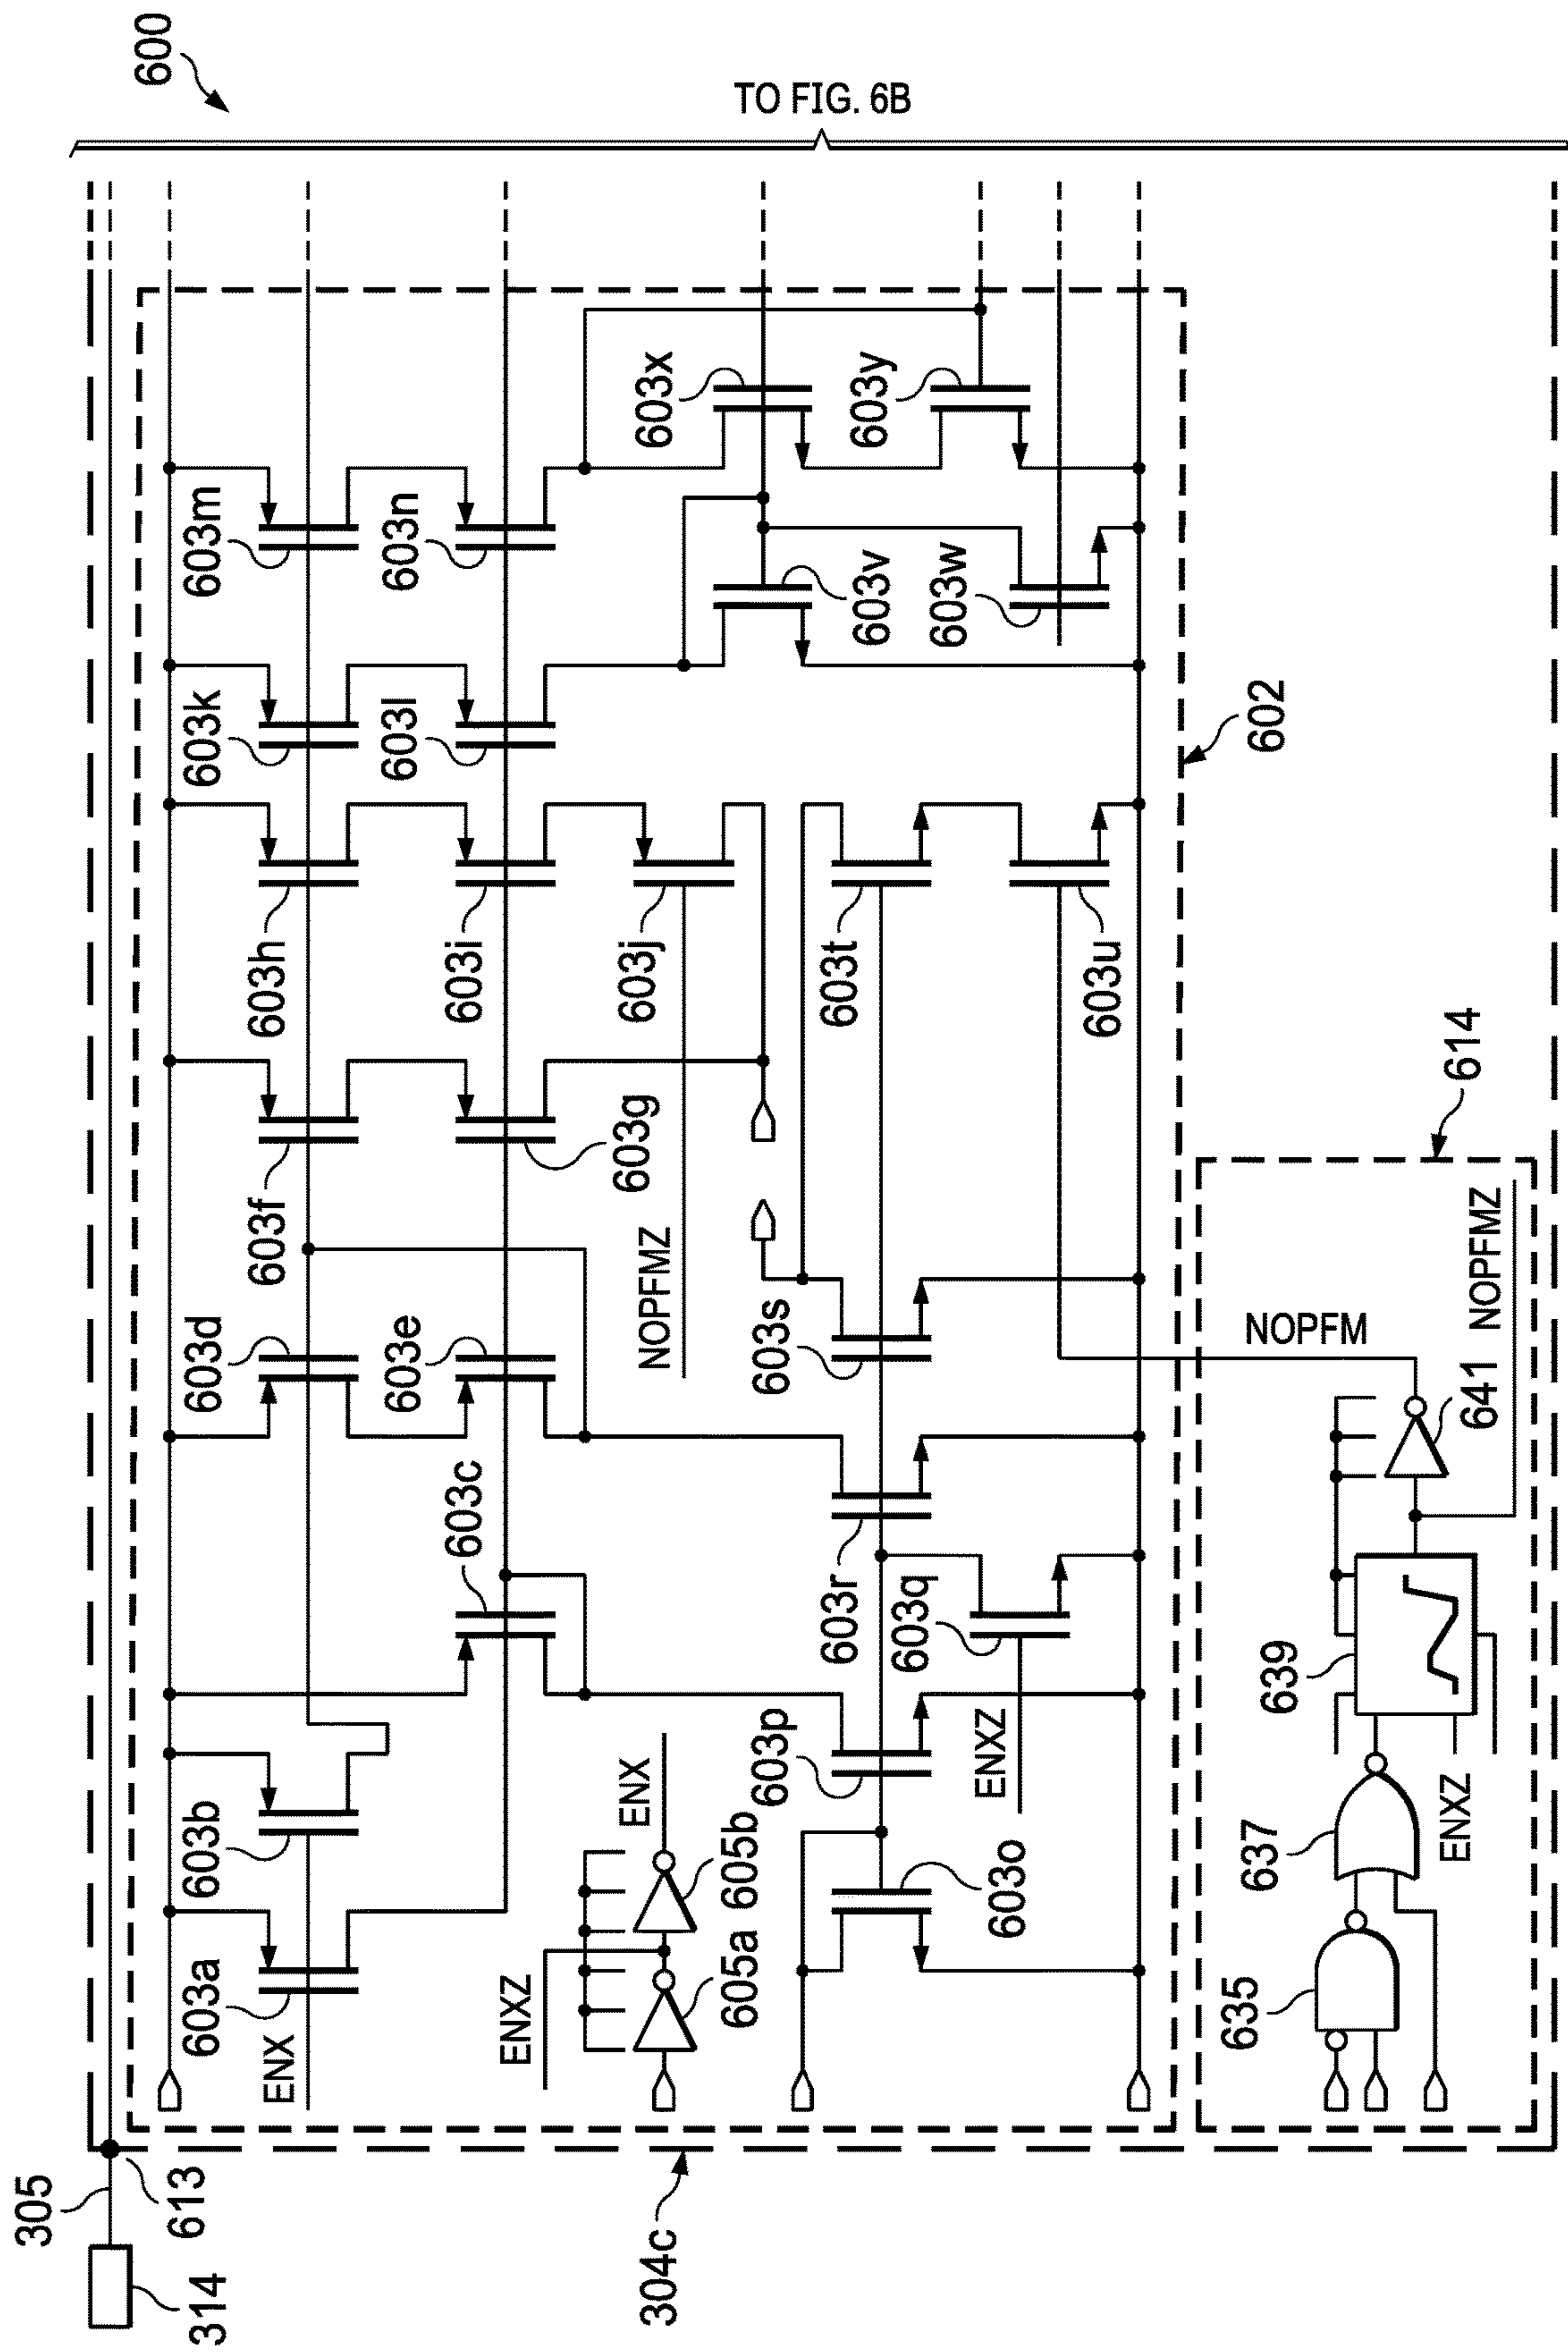 600
TO FIG. 6B
305
314
613
304c
602
603a
603b
603c
603d
603e
603f
603g
603h
603i
603j
603k
603l
603m
603n
603o
603p
603q
603r
603s
603t
603u
603v
603w
603x
603y
ENX
ENXZ
605a
605b
ENX
ENXZ
NOPFMZ
NOPFM
614
635
637
639
641
ENXZ
NOPFMZ